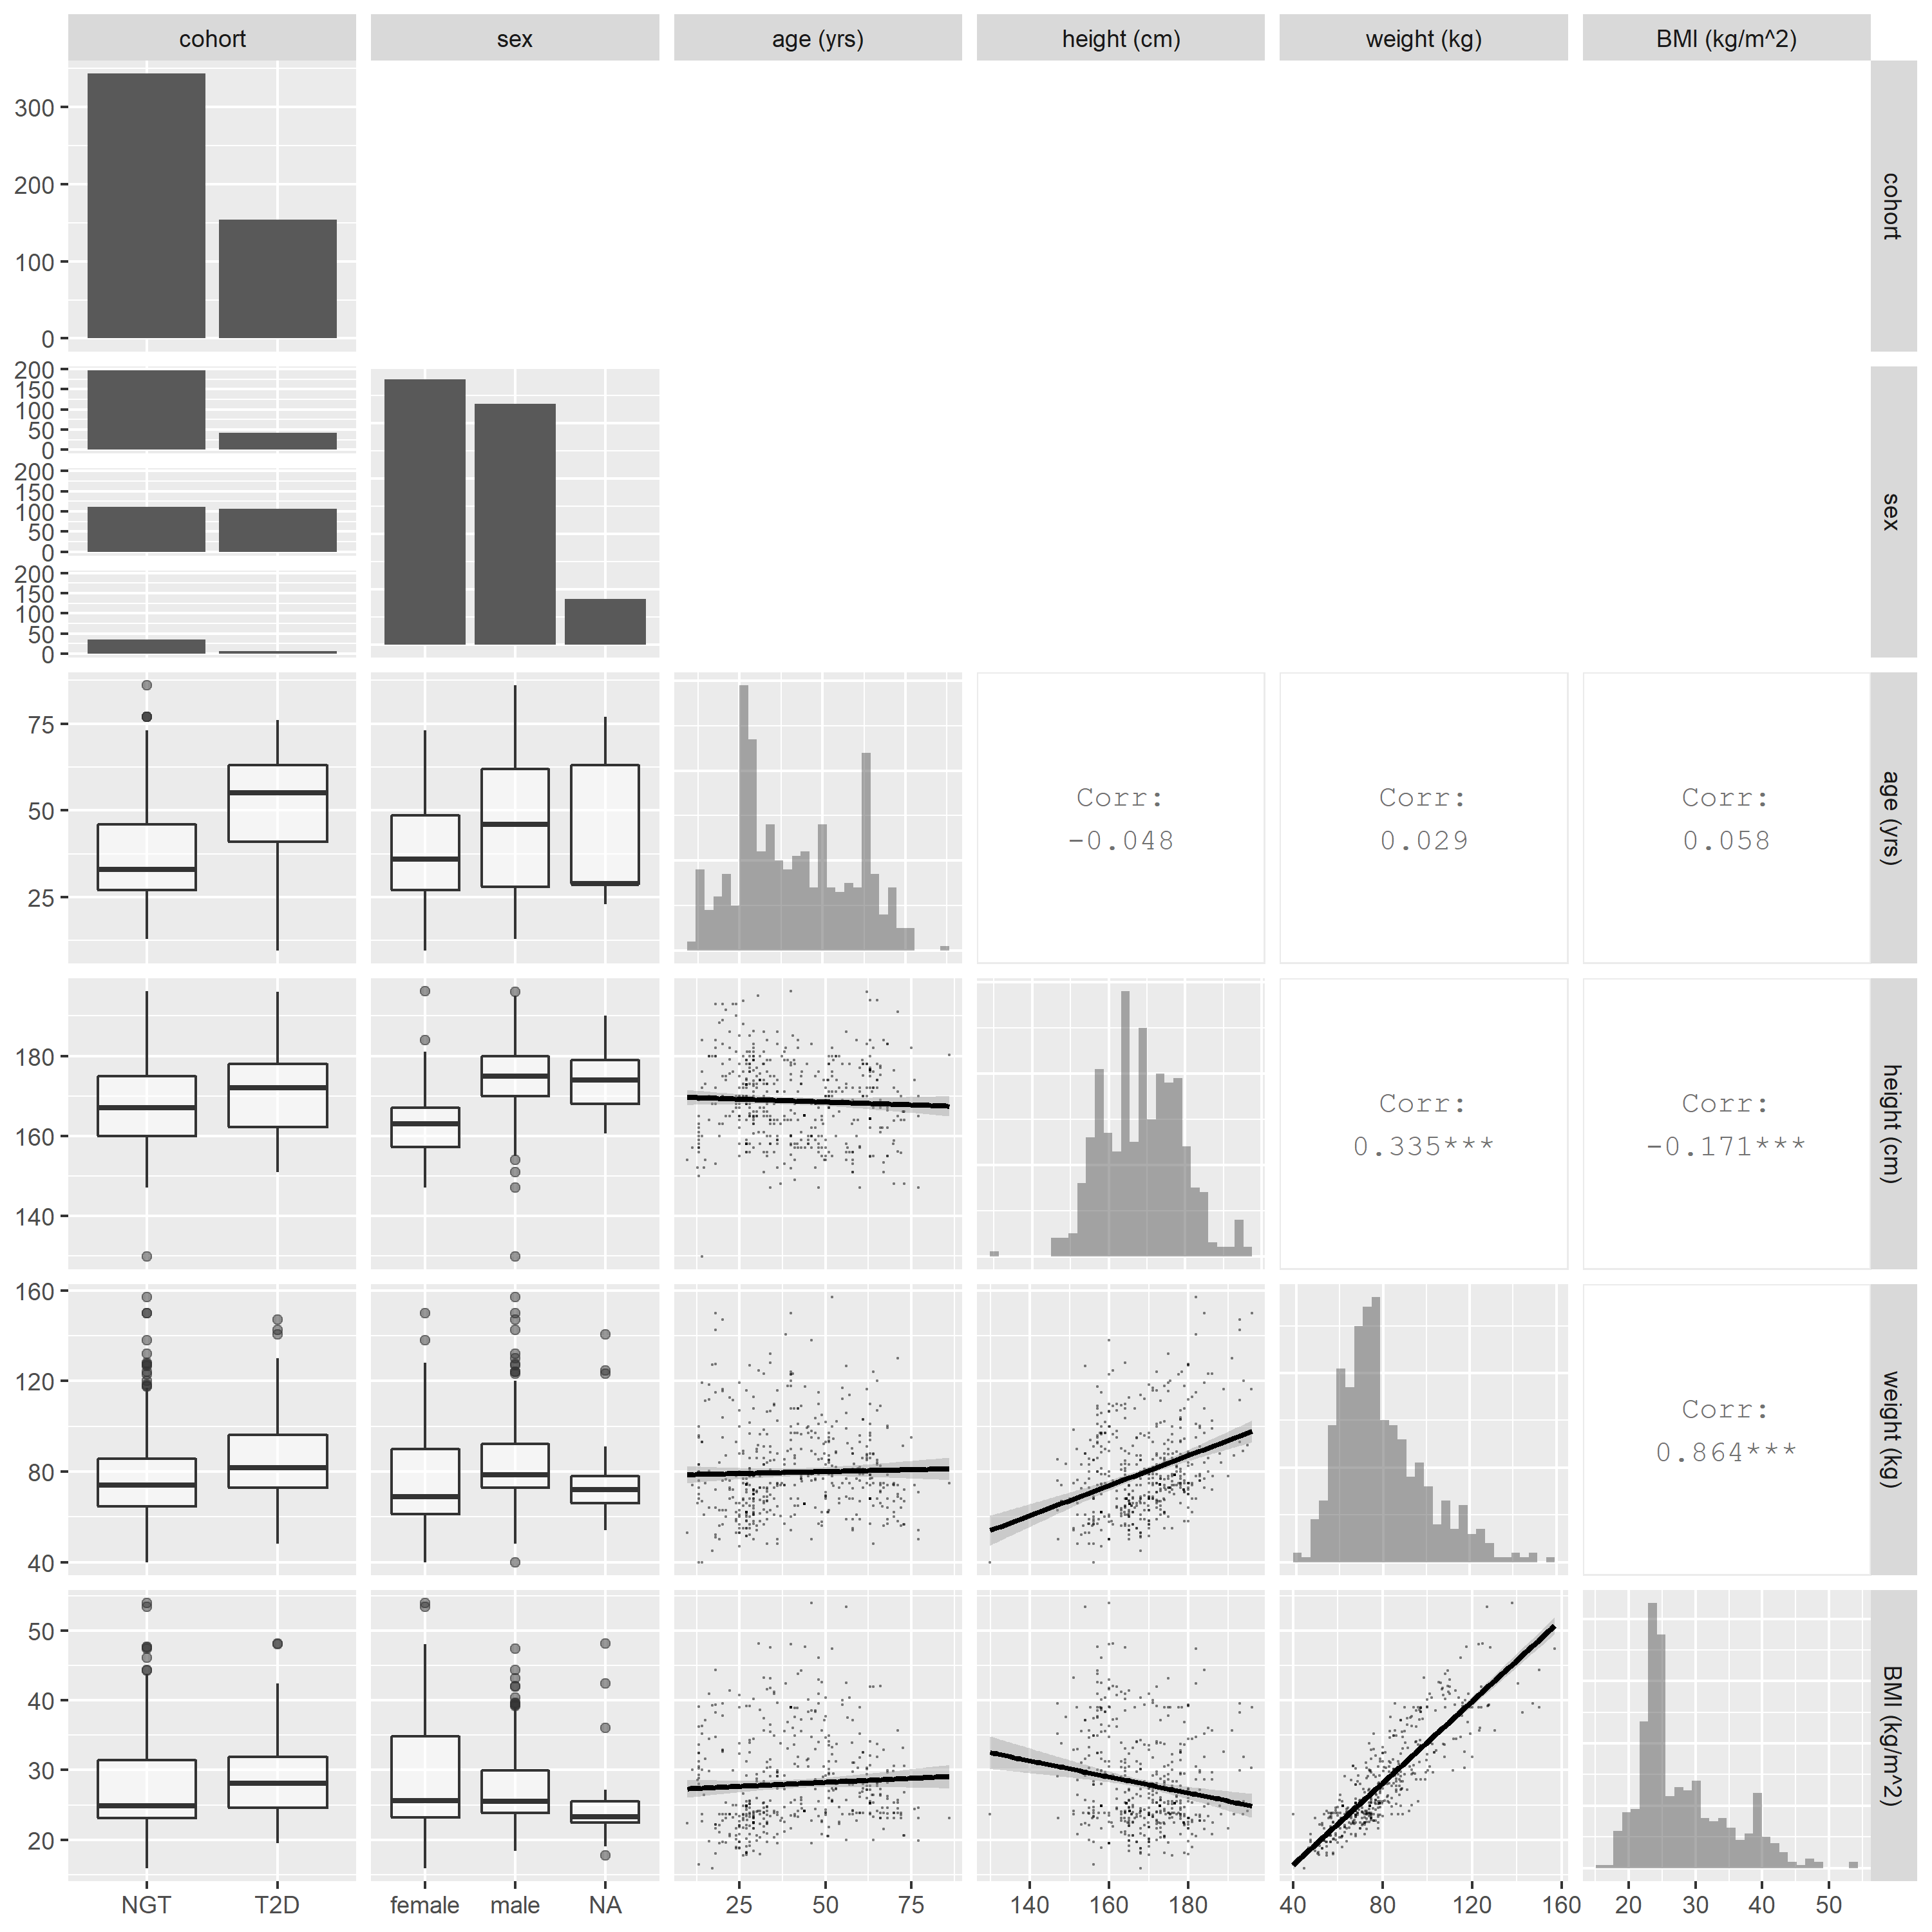 cohort sex age (yrs) height (cm) weight (kg) BMI (kg/m^2)
300
200
100
0
cohort
200
150
100
50
0
200
150
100
50
0
200
150
100
50
0
sex
75
50
25
Corr:
-0.048
Corr:
0.029
Corr:
0.058
age (yrs)
180
160
140
Corr:
0.335***
Corr:
-0.171***
height (cm)
160
120
80
40
Corr:
0.864***
weight (kg)
50
40
30
20
BMI (kg/m^2)
NGT T2D female male NA 25 50 75 140 160 180 40 80 120 160 20 30 40 50